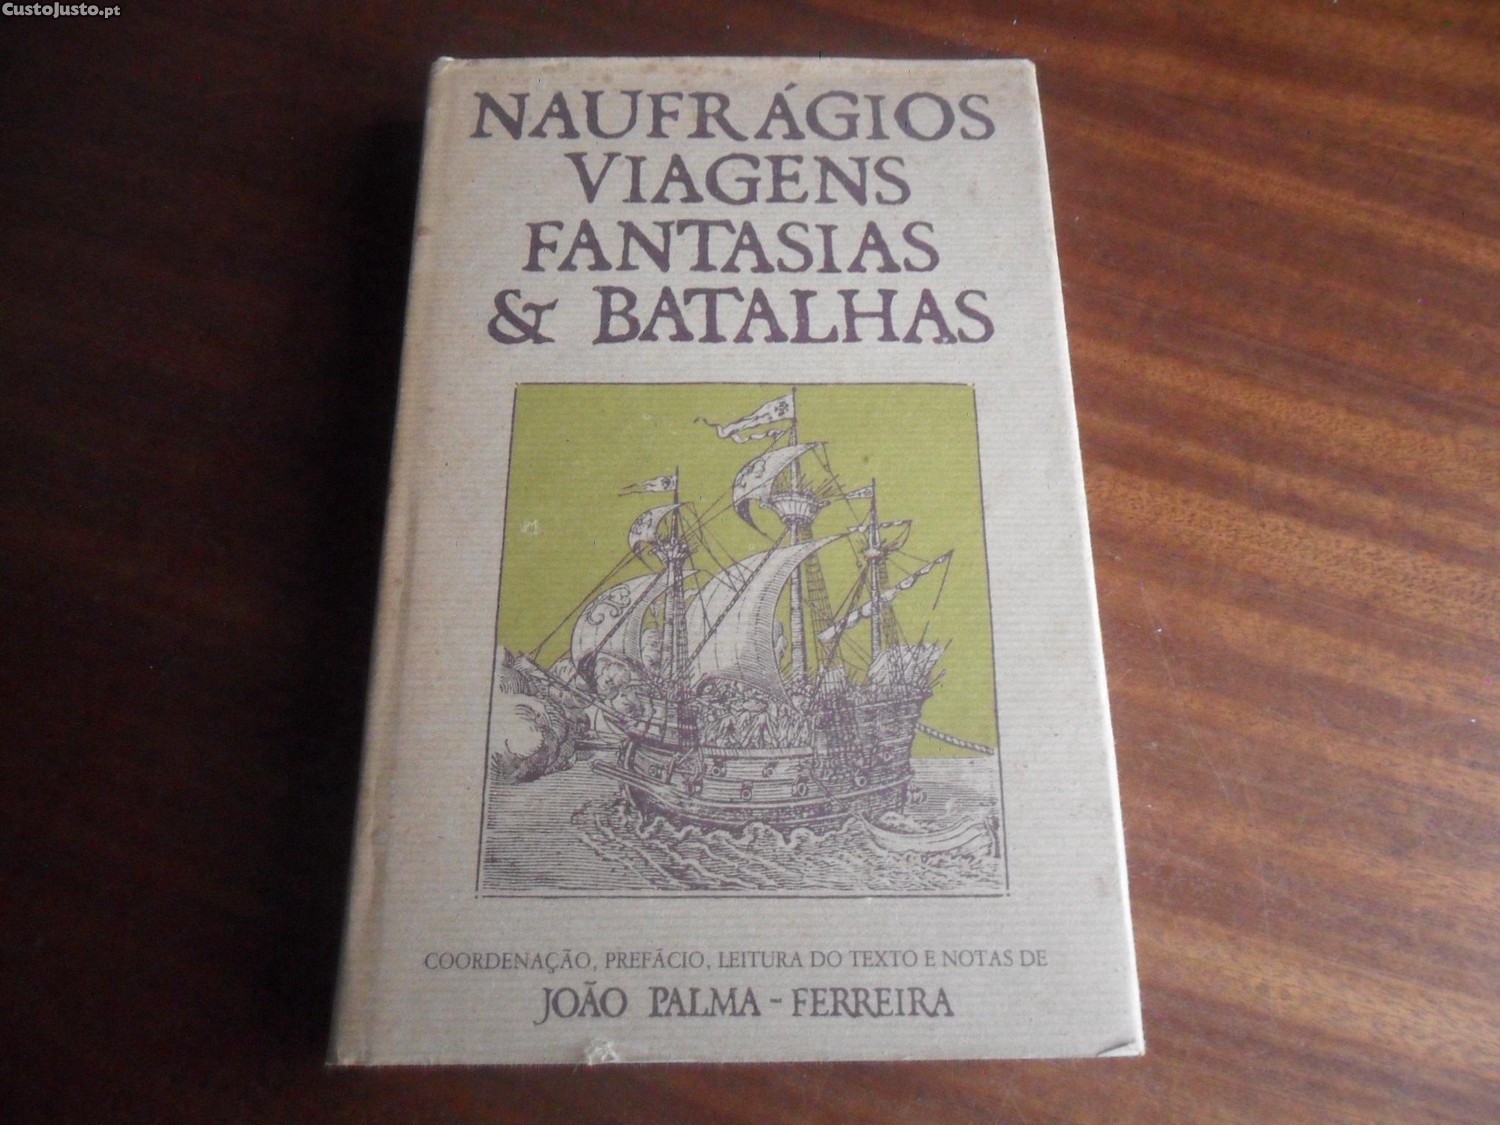 CustoJusto.pt
NAUFRÁGIOS
VIAGENS
FANTASIAS
& BATALHAS
COORDENAÇÃO, PREFÁCIO, LEITURA DO TEXTO E NOTAS DE
JOÃO PALMA-FERREIRA